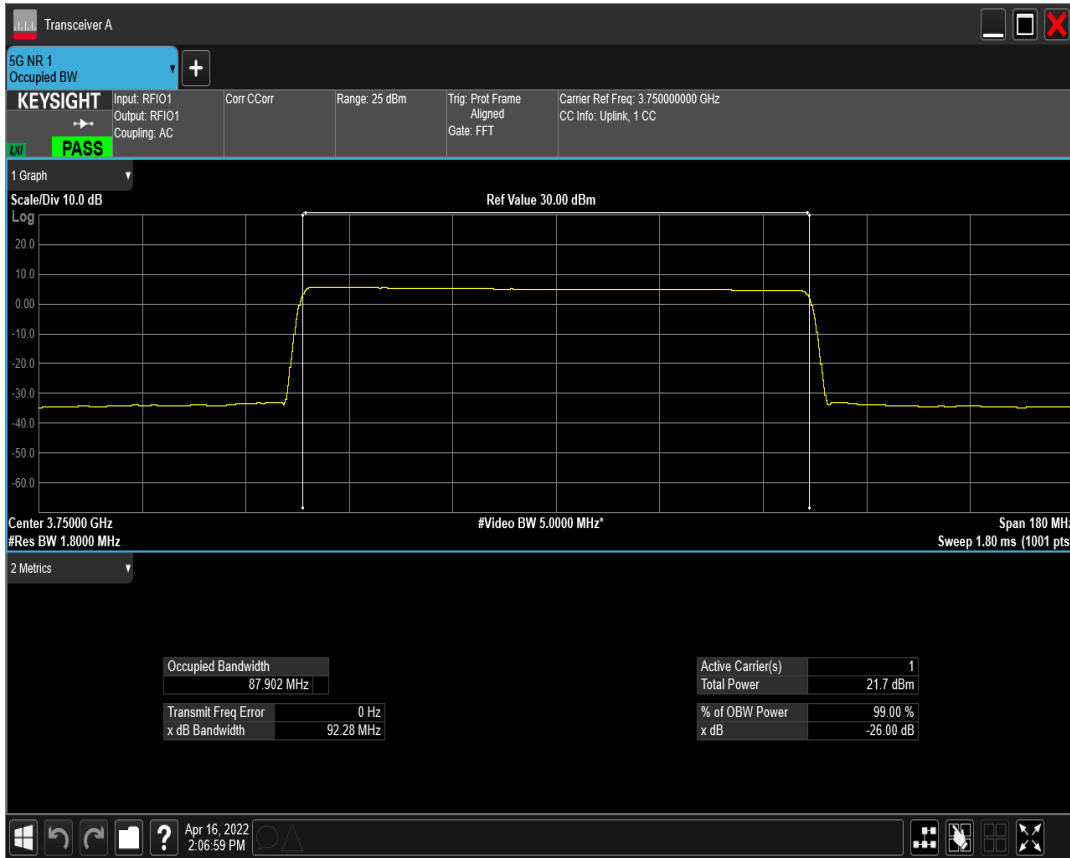 Transceiver A
5G NR 1
Occupied BW
+
KEYSIGHT
LXI
PASS
Input: RFIO1
Output: RFIO1
Coupling: AC
Corr CCorr
Range: 25 dBm
Trig: Prot Frame
Aligned
Gate: FFT
Carrier Ref Freq: 3.750000000 GHz
CC Info: Uplink, 1 CC
1 Graph
Scale/Div 10.0 dB
Ref Value 30.00 dBm
Log
20.0
10.0
0.00
-10.0
-20.0
-30.0
-40.0
-50.0
-60.0
Center 3.75000 GHz
#Video BW 5.0000 MHz*
Span 180 MHz
#Res BW 1.8000 MHz
Sweep 1.80 ms (1001 pts
2 Metrics
Occupied Bandwidth
87.902 MHz
Transmit Freq Error 0 Hz
x dB Bandwidth 92.28 MHz
Active Carrier(s) 1
Total Power 21.7 dBm
% of OBW Power 99.00 %
x dB -26.00 dB
?
Apr 16, 2022
2:06:59 PM